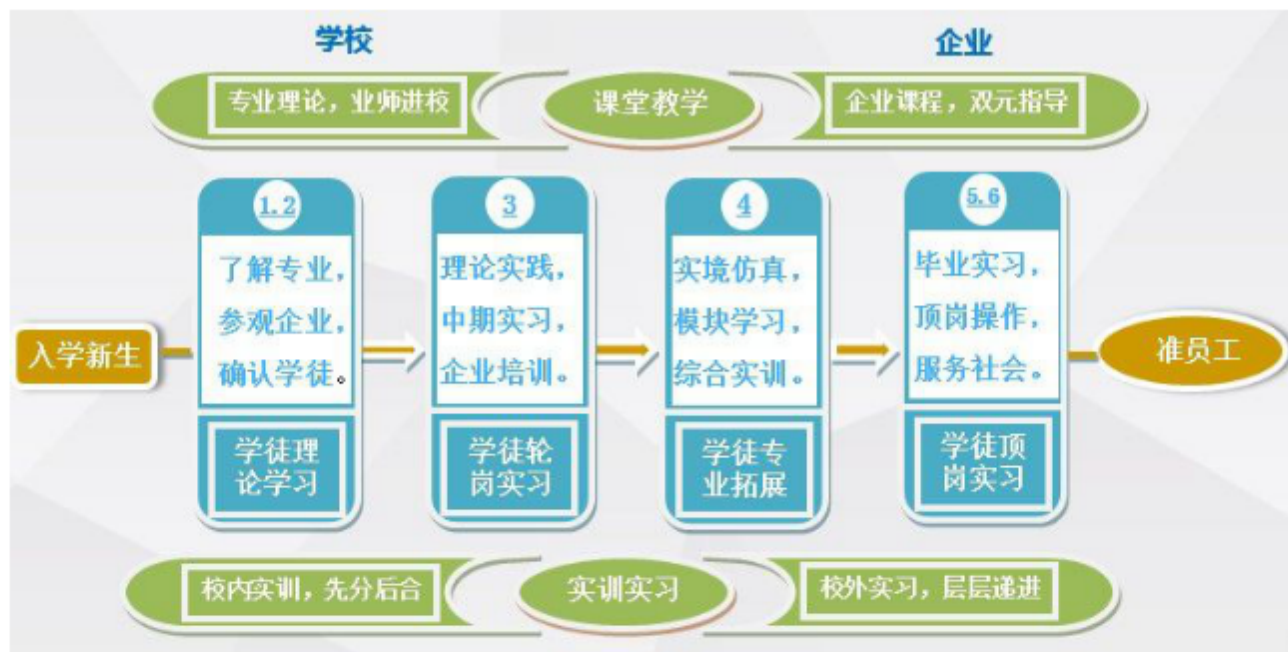 学校
企业
专业理论，业师进校
课堂教学
企业课程，双元指导
入学新生
1.2
了解专业，
参观企业，
确认学徒。
学徒理
论学习
3
理论实践，
中期实习，
企业培训。
学徒轮
岗实习
4
实境仿真，
模块学习，
综合实训。
学徒专
业拓展
5.6
毕业实习，
顶岗操作，
服务社会。
学徒顶
岗实习
准员工
校内实训，先分后合
实训实习
校外实习，层层递进